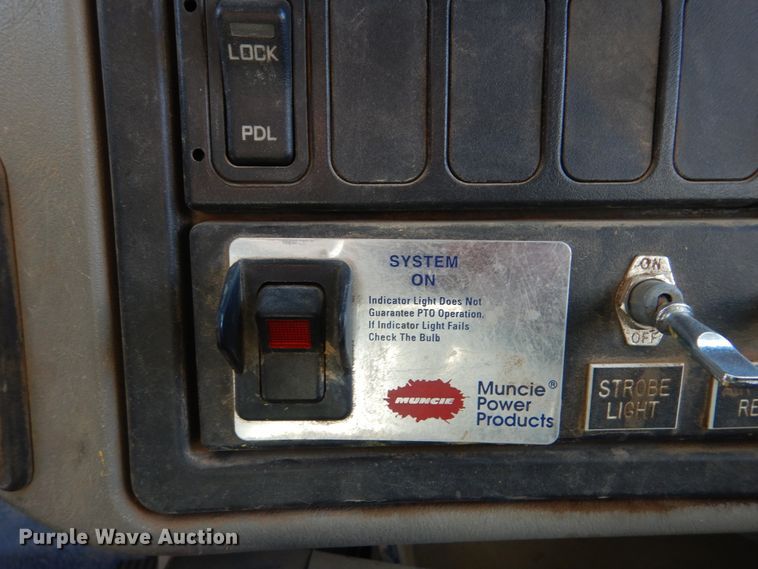 LOCK
PDL
SYSTEM
ON
Indicator Light Does Not
Guarantee PTO Operation.
If Indicator Light Fails
Check The Bulb
MUNCIE
Muncie®
Power
Products
ON
OFF
STROBE
LIGHT
RE
Purple Wave Auction